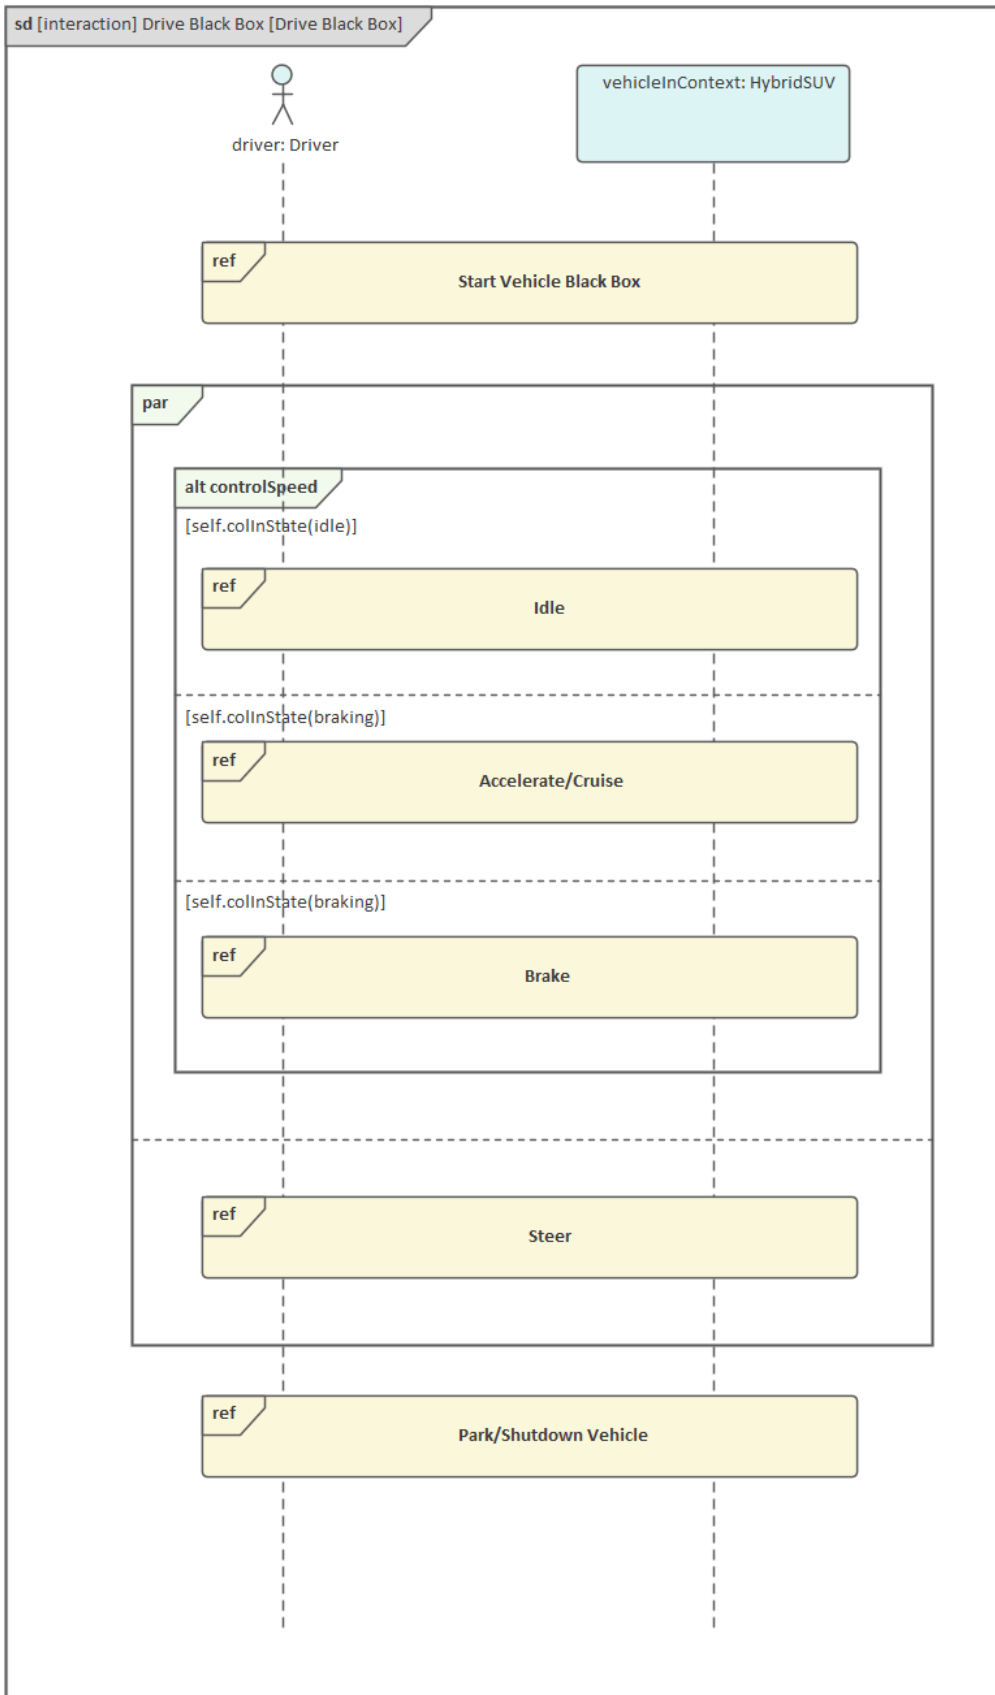 sd [interaction] Drive Black Box [Drive Black Box]
driver: Driver
vehicleInContext: HybridSUV
ref
Start Vehicle Black Box
par
alt controlSpeed
[self.colInState(idle)]
ref
Idle
[self.colInState(braking)]
ref
Accelerate/Cruise
[self.colInState(braking)]
ref
Brake
ref
Steer
ref
Park/Shutdown Vehicle